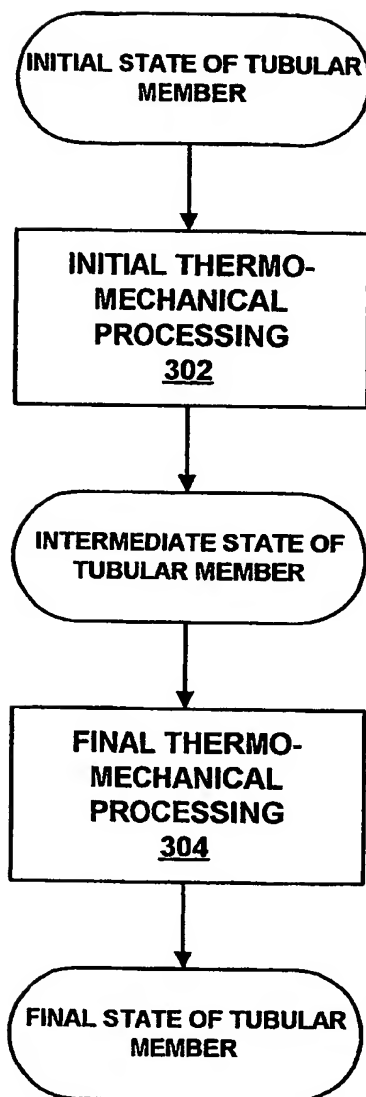 INITIAL STATE OF TUBULAR
MEMBER
INITIAL THERMO-
MECHANICAL
PROCESSING
302
INTERMEDIATE STATE OF
TUBULAR MEMBER
FINAL THERMO-
MECHANICAL
PROCESSING
304
FINAL STATE OF TUBULAR
MEMBER